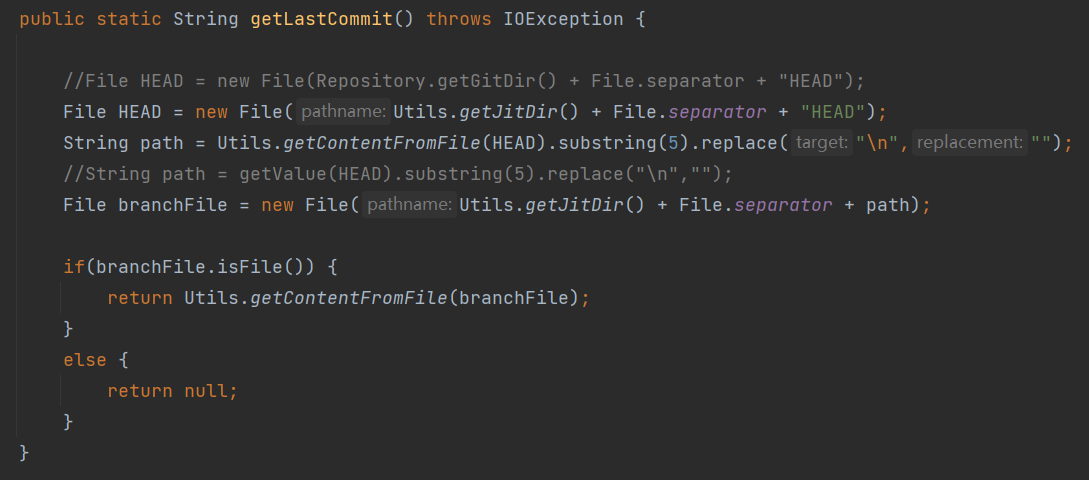 public static String getLastCommit() throws IOException {
//File HEAD = new File(Repository.getGitDir() + File.separator + "HEAD");
File HEAD = new File( pathname: Utils.getJitDir() + File.separator + "HEAD");
String path = Utils.getContentFromFile(HEAD).substring(5).replace( target: "\n", replacement: "");
//String path = getValue(HEAD).substring(5).replace("\n","");
File branchFile = new File( pathname: Utils.getJitDir() + File.separator + path);
if(branchFile.isFile()) {
return Utils.getContentFromFile(branchFile);
}
else {
return null;
}
}